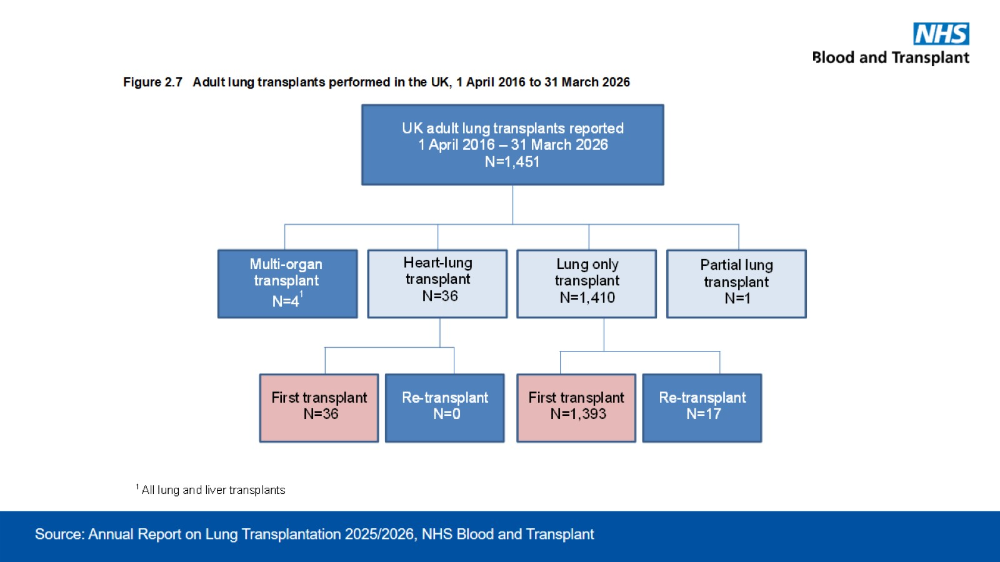 NHS
Blood and Transplant
Figure 2.7 Adult lung transplants performed in the UK, 1 April 2016 to 31 March 2026
UK adult lung transplants reported
1 April 2016 – 31 March 2026
N=1,451
Multi-organ
transplant
N=4¹
Heart-lung
transplant
N=36
Lung only
transplant
N=1,410
Partial lung
transplant
N=1
First transplant
N=36
Re-transplant
N=0
First transplant
N=1,393
Re-transplant
N=17
¹ All lung and liver transplants
Source: Annual Report on Lung Transplantation 2025/2026, NHS Blood and Transplant